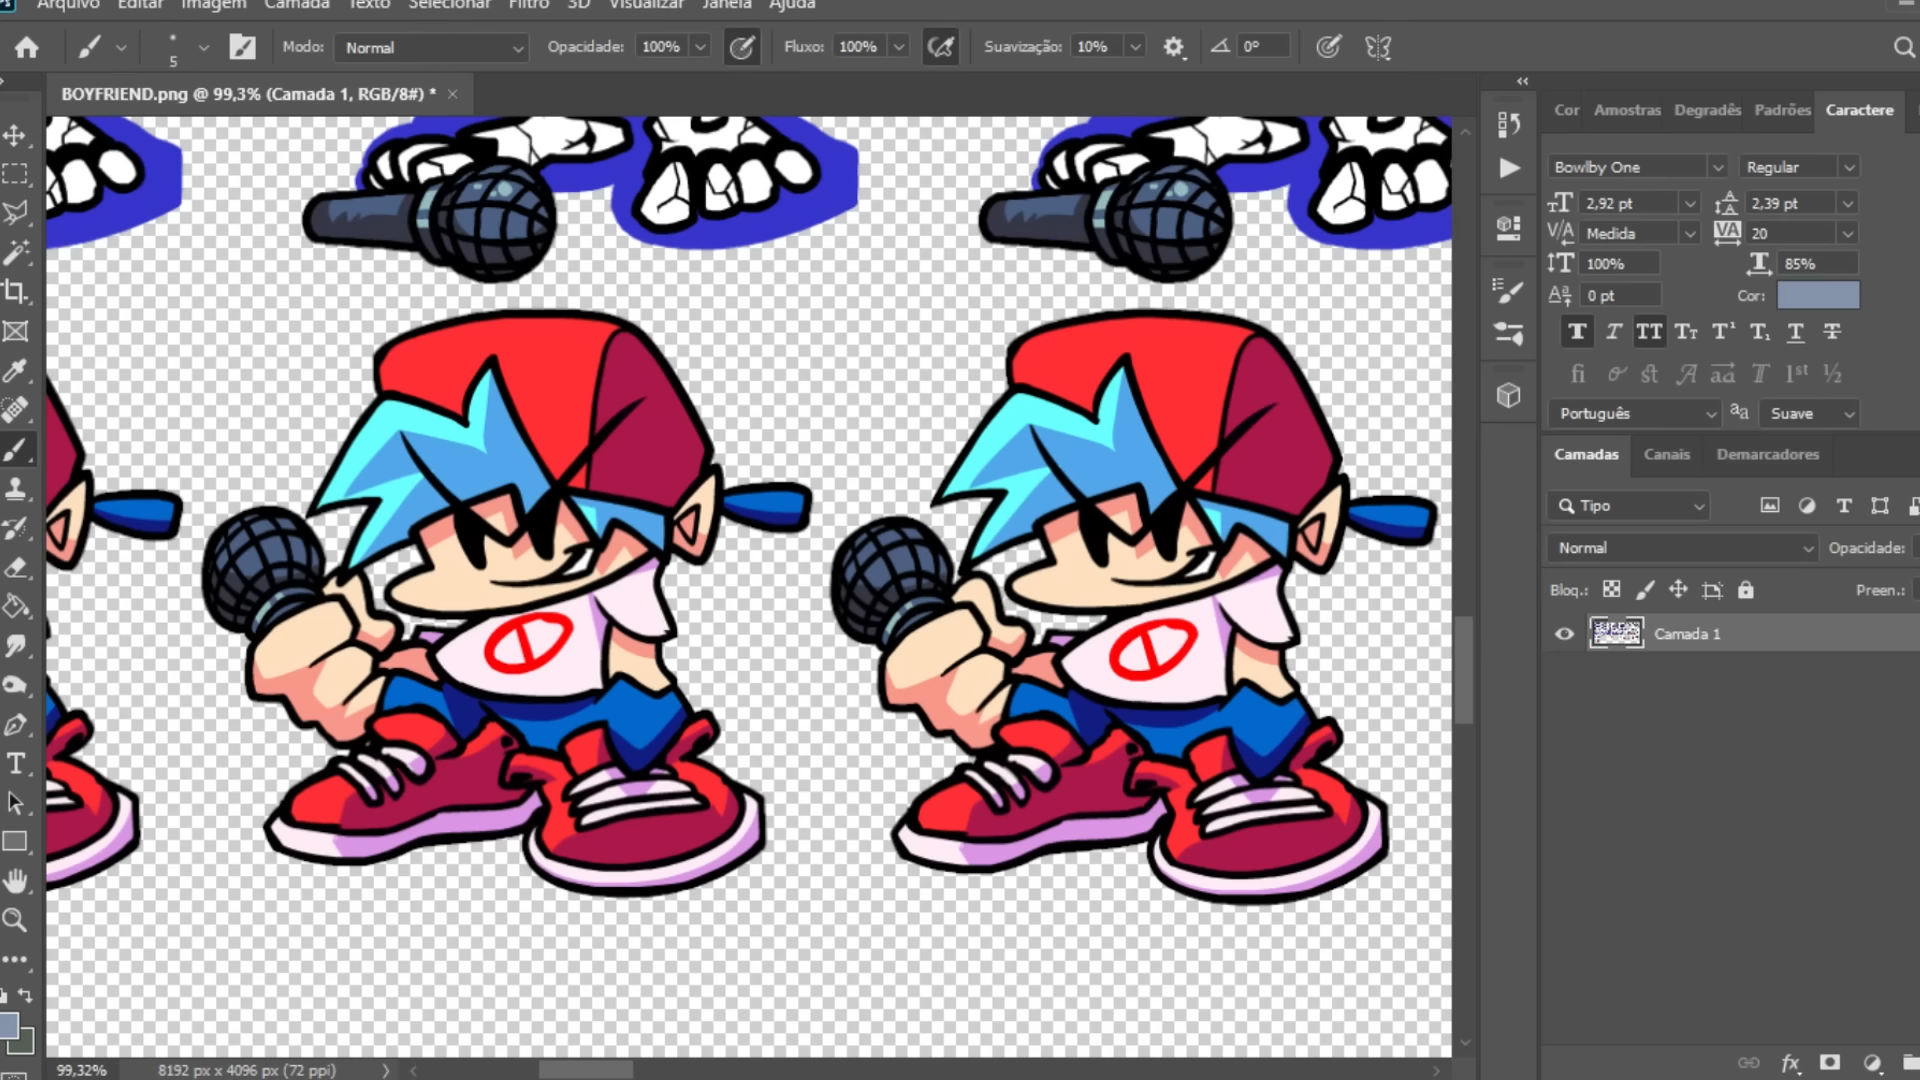 Arquivo Editar Imagem Camada Texto Selecionar Filtro 3D Visualizar Janela Ajuda
5 Modo: Normal Opacidade: 100% Fluxo: 100% Suavização: 10% 0°
BOYFRIEND.png @ 99,3% (Camada 1, RGB/8#) * ×
Cor Amostras Degradês Padrões Caractere
Bowlby One Regular
2,92 pt 2,39 pt
Medida 20
100% 85%
0 pt Cor:
Português Suave
Camadas Canais Demarcadores
Tipo
Normal Opacidade:
Bloq.: Preen.:
Camada 1
99,32% 8192 px x 4096 px (72 ppi)